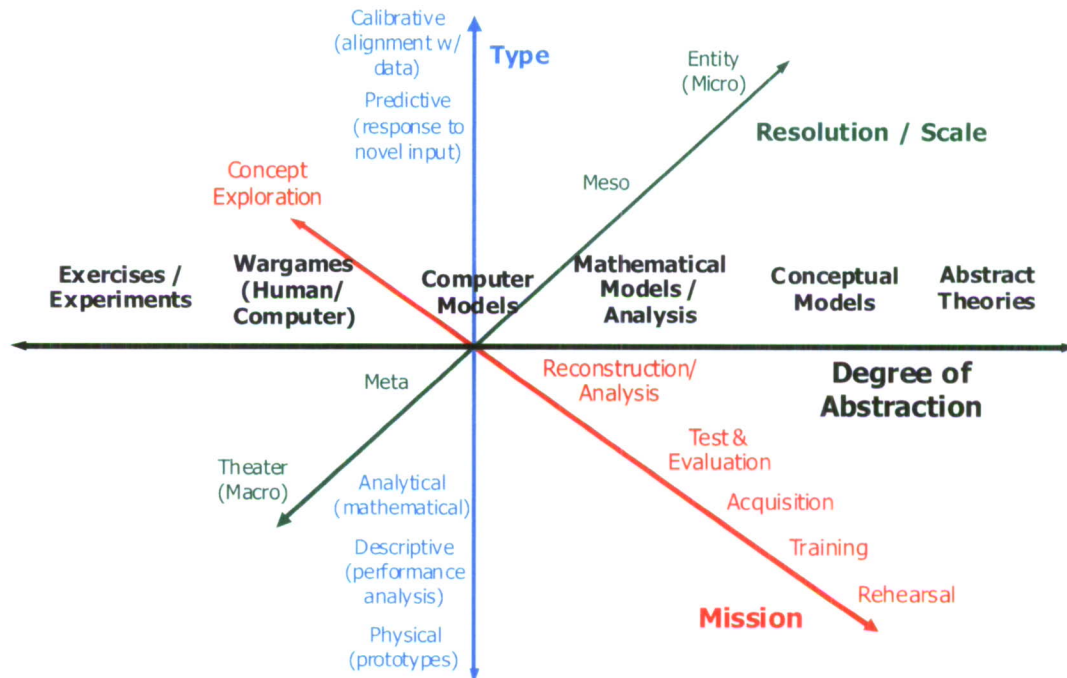 Calibrative
(alignment w/
data)
Type
Predictive
(response to
novel input)
Entity
(Micro)
Resolution / Scale
Meso
Concept
Exploration
Exercises /
Experiments
Wargames
(Human/
Computer)
Computer
Models
Mathematical
Models /
Analysis
Conceptual
Models
Abstract
Theories
Meta
Reconstruction/
Analysis
Degree of
Abstraction
Theater
(Macro)
Test &
Evaluation
Analytical
(mathematical)
Acquisition
Descriptive
(performance
analysis)
Training
Rehearsal
Physical
(prototypes)
Mission